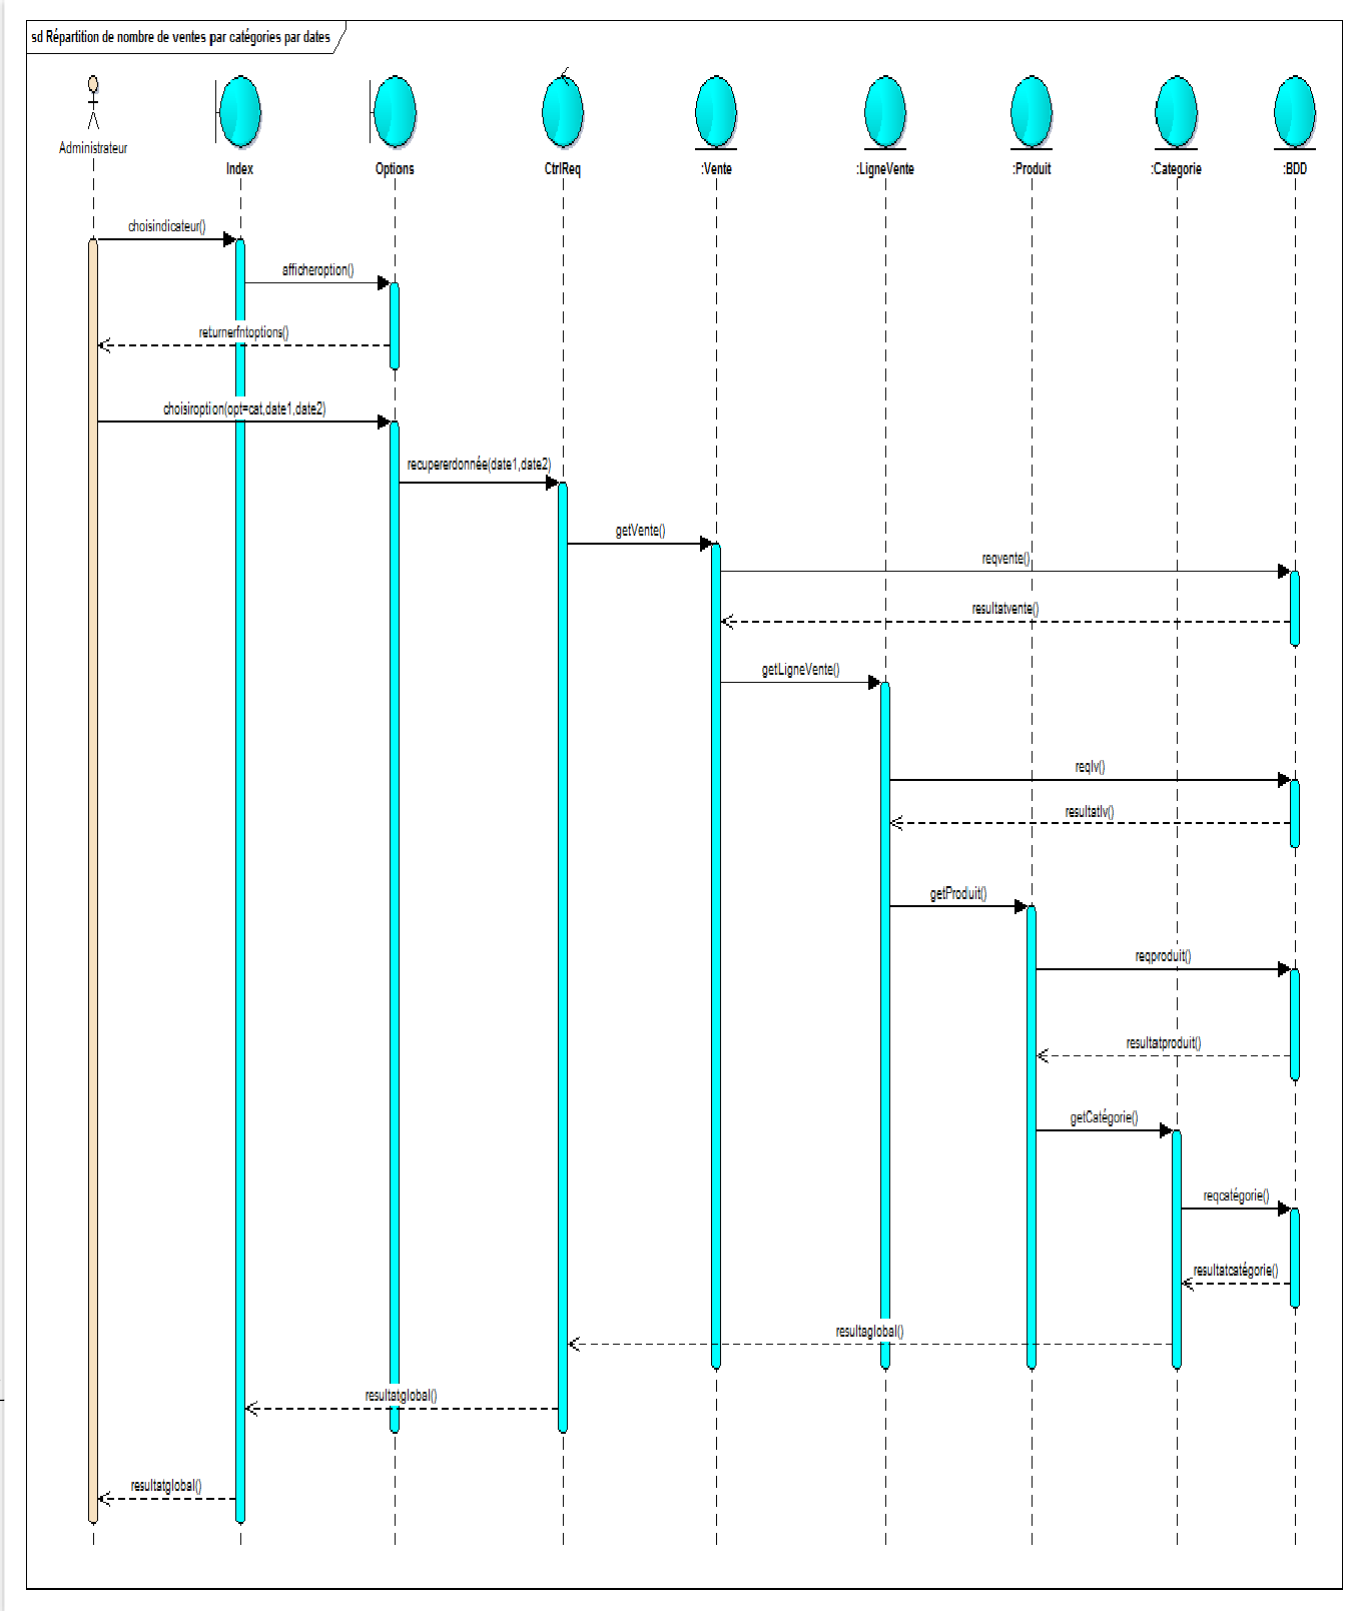 sd Répartition de nombre de ventes par catégories par dates
Administrateur
Index
Options
CtrlReq
:Vente
:LigneVente
:Produit
:Categorie
:BDD
choisindicateur()
afficheroption()
returnerfntoptions()
choisiroption(opt=cat,date1,date2)
recupererdonnée(date1,date2)
getVente()
reqvente()
resultatvente()
getLigneVente()
reqlv()
resultatlv()
getProduit()
reqproduit()
resultatproduit()
getCatégorie()
reqcatégorie()
resultatcatégorie()
resultaglobal()
resultatglobal()
resultatglobal()